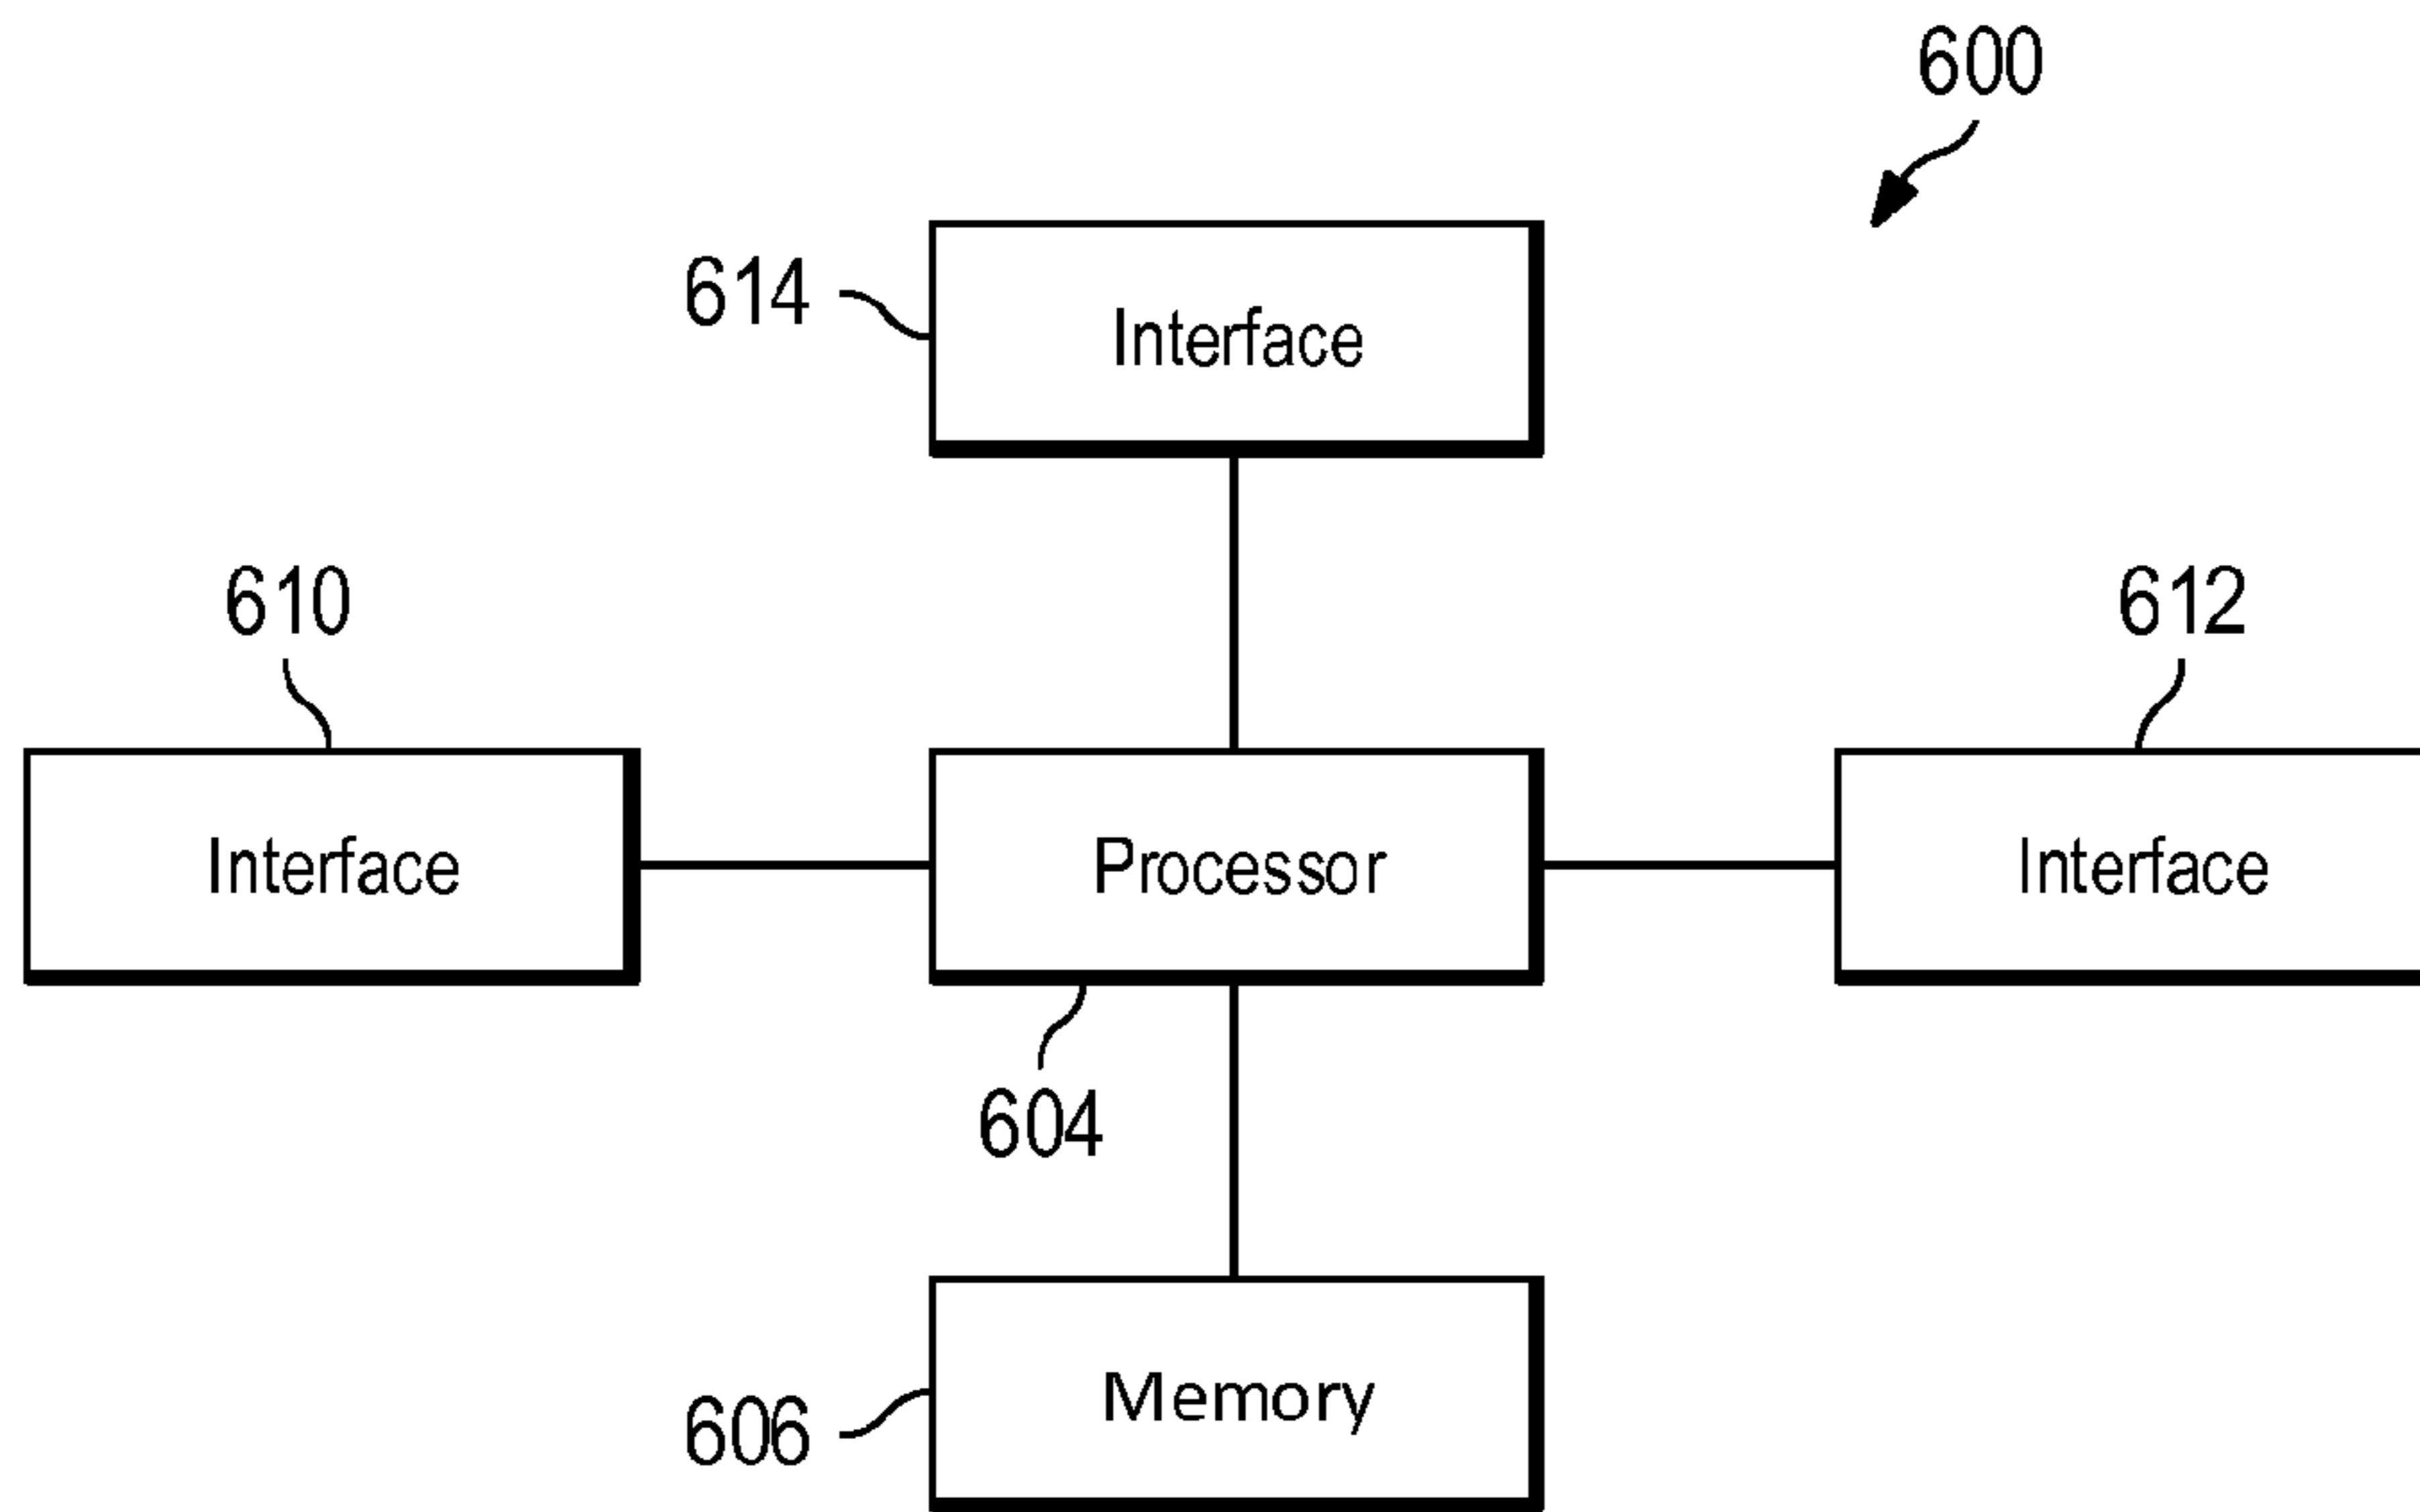 600
614
Interface
610
612
Interface
Processor
Interface
604
606
Memory